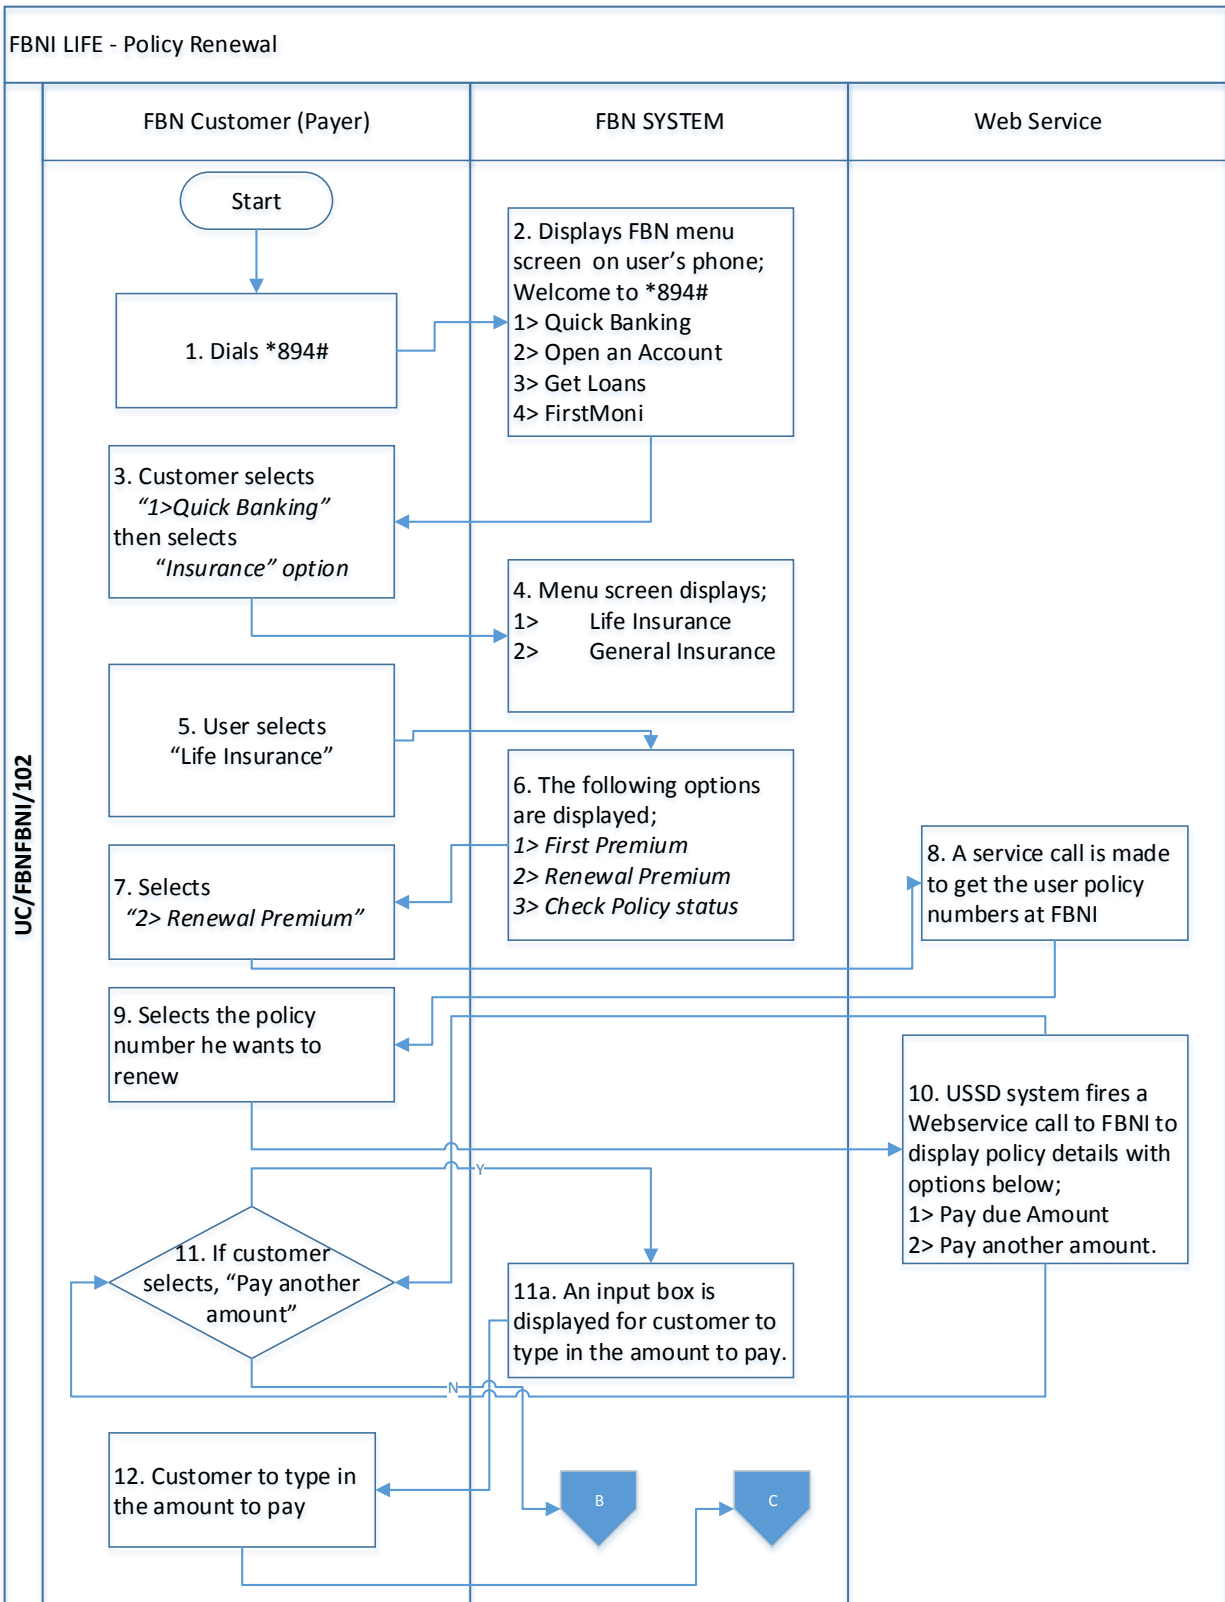 FBNI LIFE - Policy Renewal
UC/FBNFBNI/102
FBN Customer (Payer)
FBN SYSTEM
Web Service
Start
1. Dials *894#
2. Displays FBN menu
screen on user’s phone;
Welcome to *894#
1> Quick Banking
2> Open an Account
3> Get Loans
4> FirstMoni
3. Customer selects
“1>Quick Banking”
then selects
“Insurance” option
4. Menu screen displays;
1> Life Insurance
2> General Insurance
5. User selects
“Life Insurance”
6. The following options
are displayed;
1> First Premium
2> Renewal Premium
3> Check Policy status
7. Selects
“2> Renewal Premium”
8. A service call is made
to get the user policy
numbers at FBNI
9. Selects the policy
number he wants to
renew
10. USSD system fires a
Webservice call to FBNI to
display policy details with
options below;
1> Pay due Amount
2> Pay another amount.
Y
11. If customer
selects, “Pay another
amount”
11a. An input box is
displayed for customer to
type in the amount to pay.
N
12. Customer to type in
the amount to pay
B
C